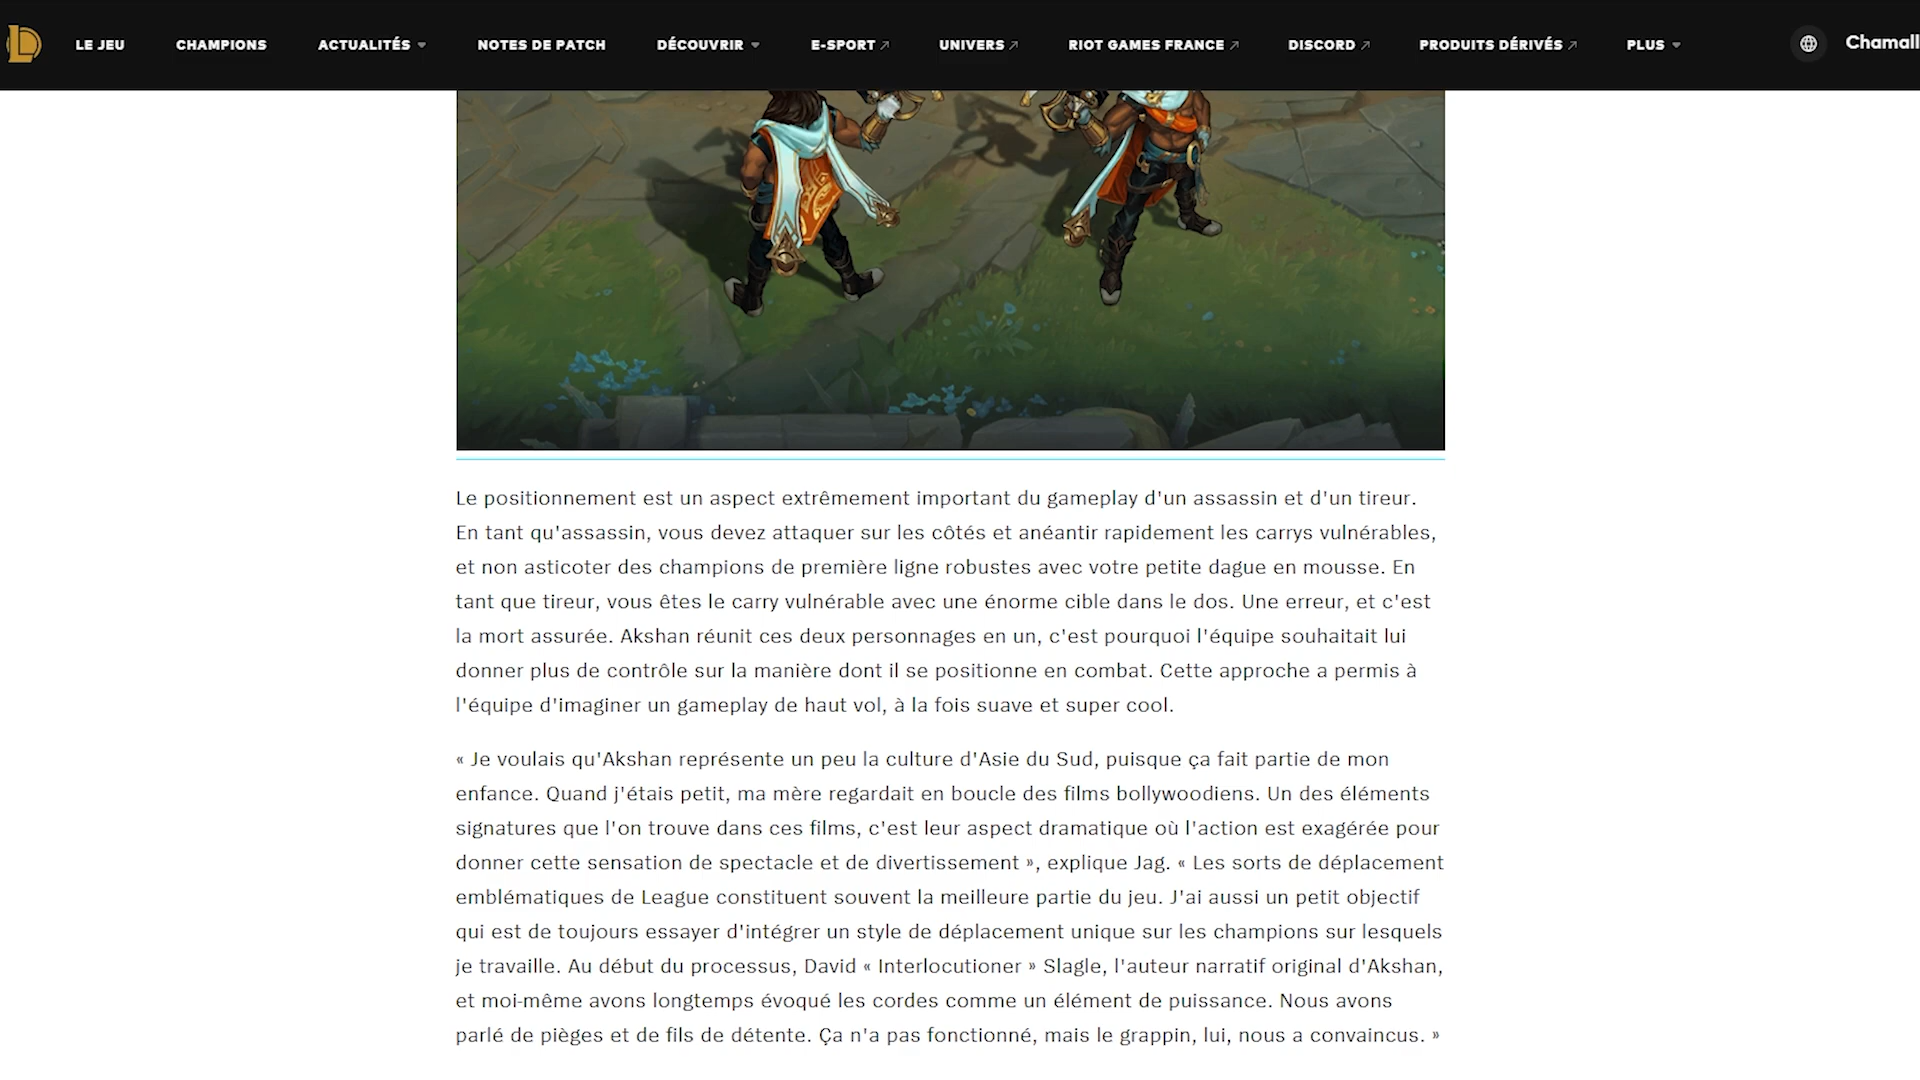 LE JEU CHAMPIONS ACTUALITÉS NOTES DE PATCH DÉCOUVRIR E-SPORT UNIVERS RIOT GAMES FRANCE DISCORD PRODUITS DÉRIVÉS PLUS Chamall
Le positionnement est un aspect extrêmement important du gameplay d'un assassin et d'un tireur.
En tant qu'assassin, vous devez attaquer sur les côtés et anéantir rapidement les carrys vulnérables,
et non asticoter des champions de première ligne robustes avec votre petite dague en mousse. En
tant que tireur, vous êtes le carry vulnérable avec une énorme cible dans le dos. Une erreur, et c'est
la mort assurée. Akshan réunit ces deux personnages en un, c'est pourquoi l'équipe souhaitait lui
donner plus de contrôle sur la manière dont il se positionne en combat. Cette approche a permis à
l'équipe d'imaginer un gameplay de haut vol, à la fois suave et super cool.
« Je voulais qu'Akshan représente un peu la culture d'Asie du Sud, puisque ça fait partie de mon
enfance. Quand j'étais petit, ma mère regardait en boucle des films bollywoodiens. Un des éléments
signatures que l'on trouve dans ces films, c'est leur aspect dramatique où l'action est exagérée pour
donner cette sensation de spectacle et de divertissement », explique Jag. « Les sorts de déplacement
emblématiques de League constituent souvent la meilleure partie du jeu. J'ai aussi un petit objectif
qui est de toujours essayer d'intégrer un style de déplacement unique sur les champions sur lesquels
je travaille. Au début du processus, David « Interlocutioner » Slagle, l'auteur narratif original d'Akshan,
et moi-même avons longtemps évoqué les cordes comme un élément de puissance. Nous avons
parlé de pièges et de fils de détente. Ça n'a pas fonctionné, mais le grappin, lui, nous a convaincus. »